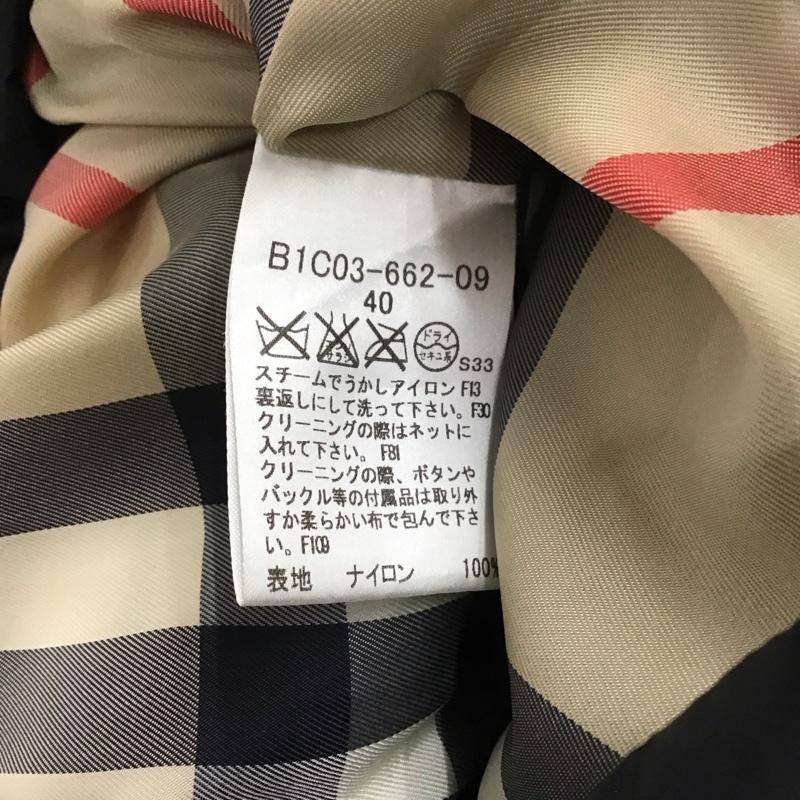 B1C03-662-09
40
サラシ ドライ セキユ系 S33
スチームでうかしアイロン F13
裏返しにして洗って下さい。F30
クリーニングの際はネットに
入れて下さい。F81
クリーニングの際、ボタンや
バックル等の付属品は取り外
すか柔らかい布で包んで下さ
い。F109
表地 ナイロン 100%